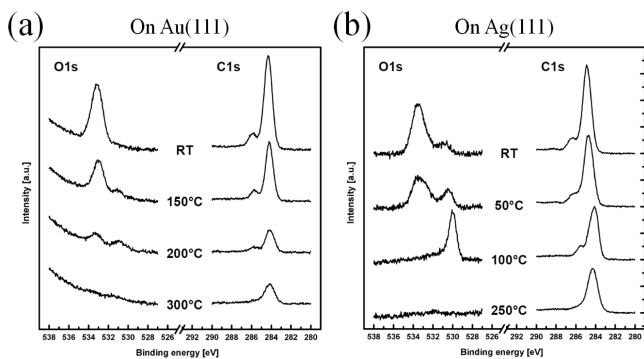 (a) On Au(111)
O1s C1s
RT
150°C
200°C
300°C
Intensity [a.u.]
538 536 534 532 530 528 526 292 290 288 286 284 282 280
Binding energy [eV]
(b) On Ag(111)
O1s C1s
RT
50°C
100°C
250°C
Intensity [a.u.]
538 536 534 532 530 528 526 290 288 286 284 282 280
Binding energy [eV]